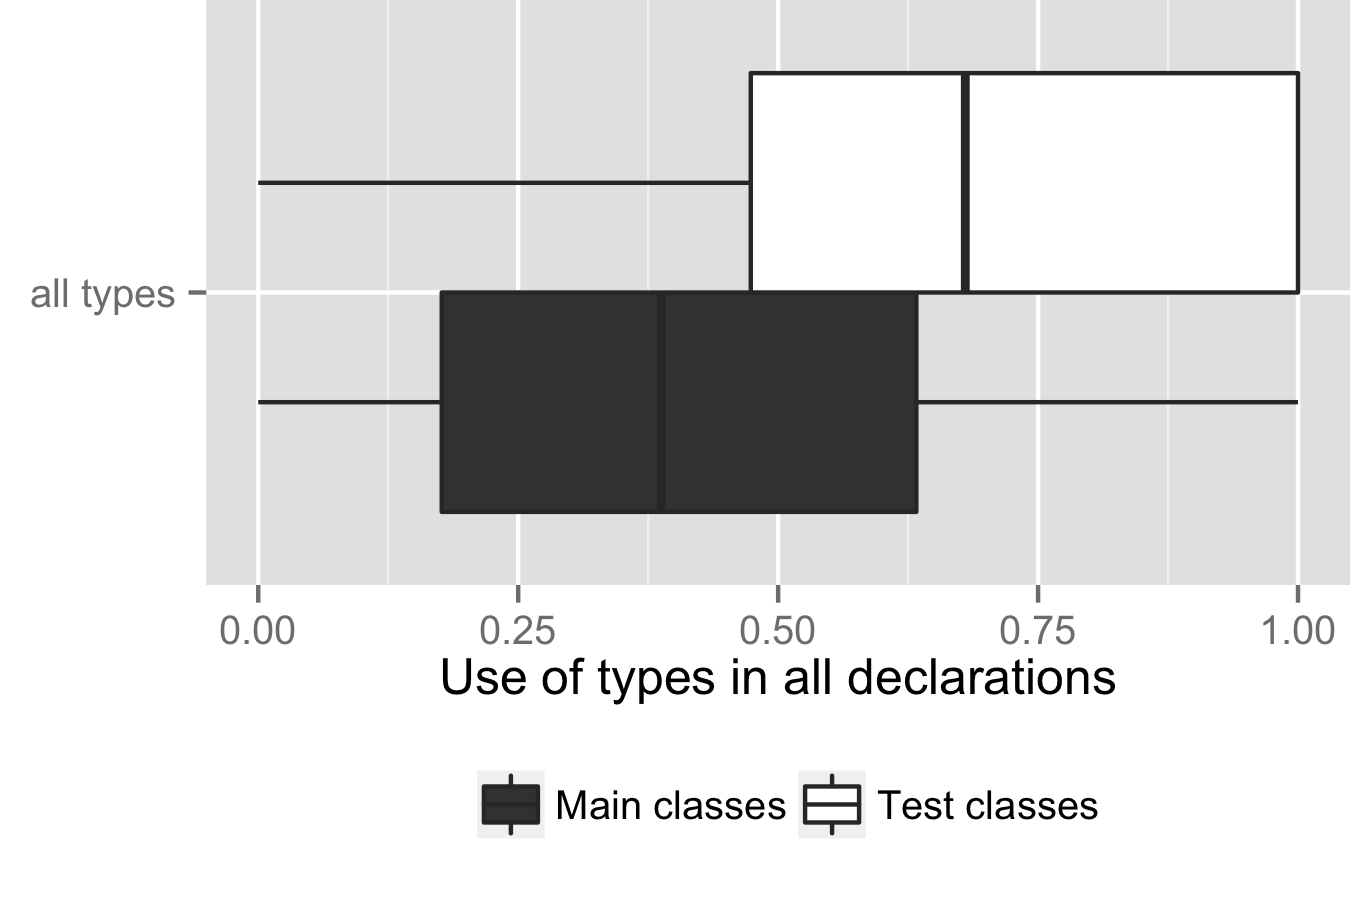 all types
0.00 0.25 0.50 0.75 1.00
Use of types in all declarations
Main classes Test classes